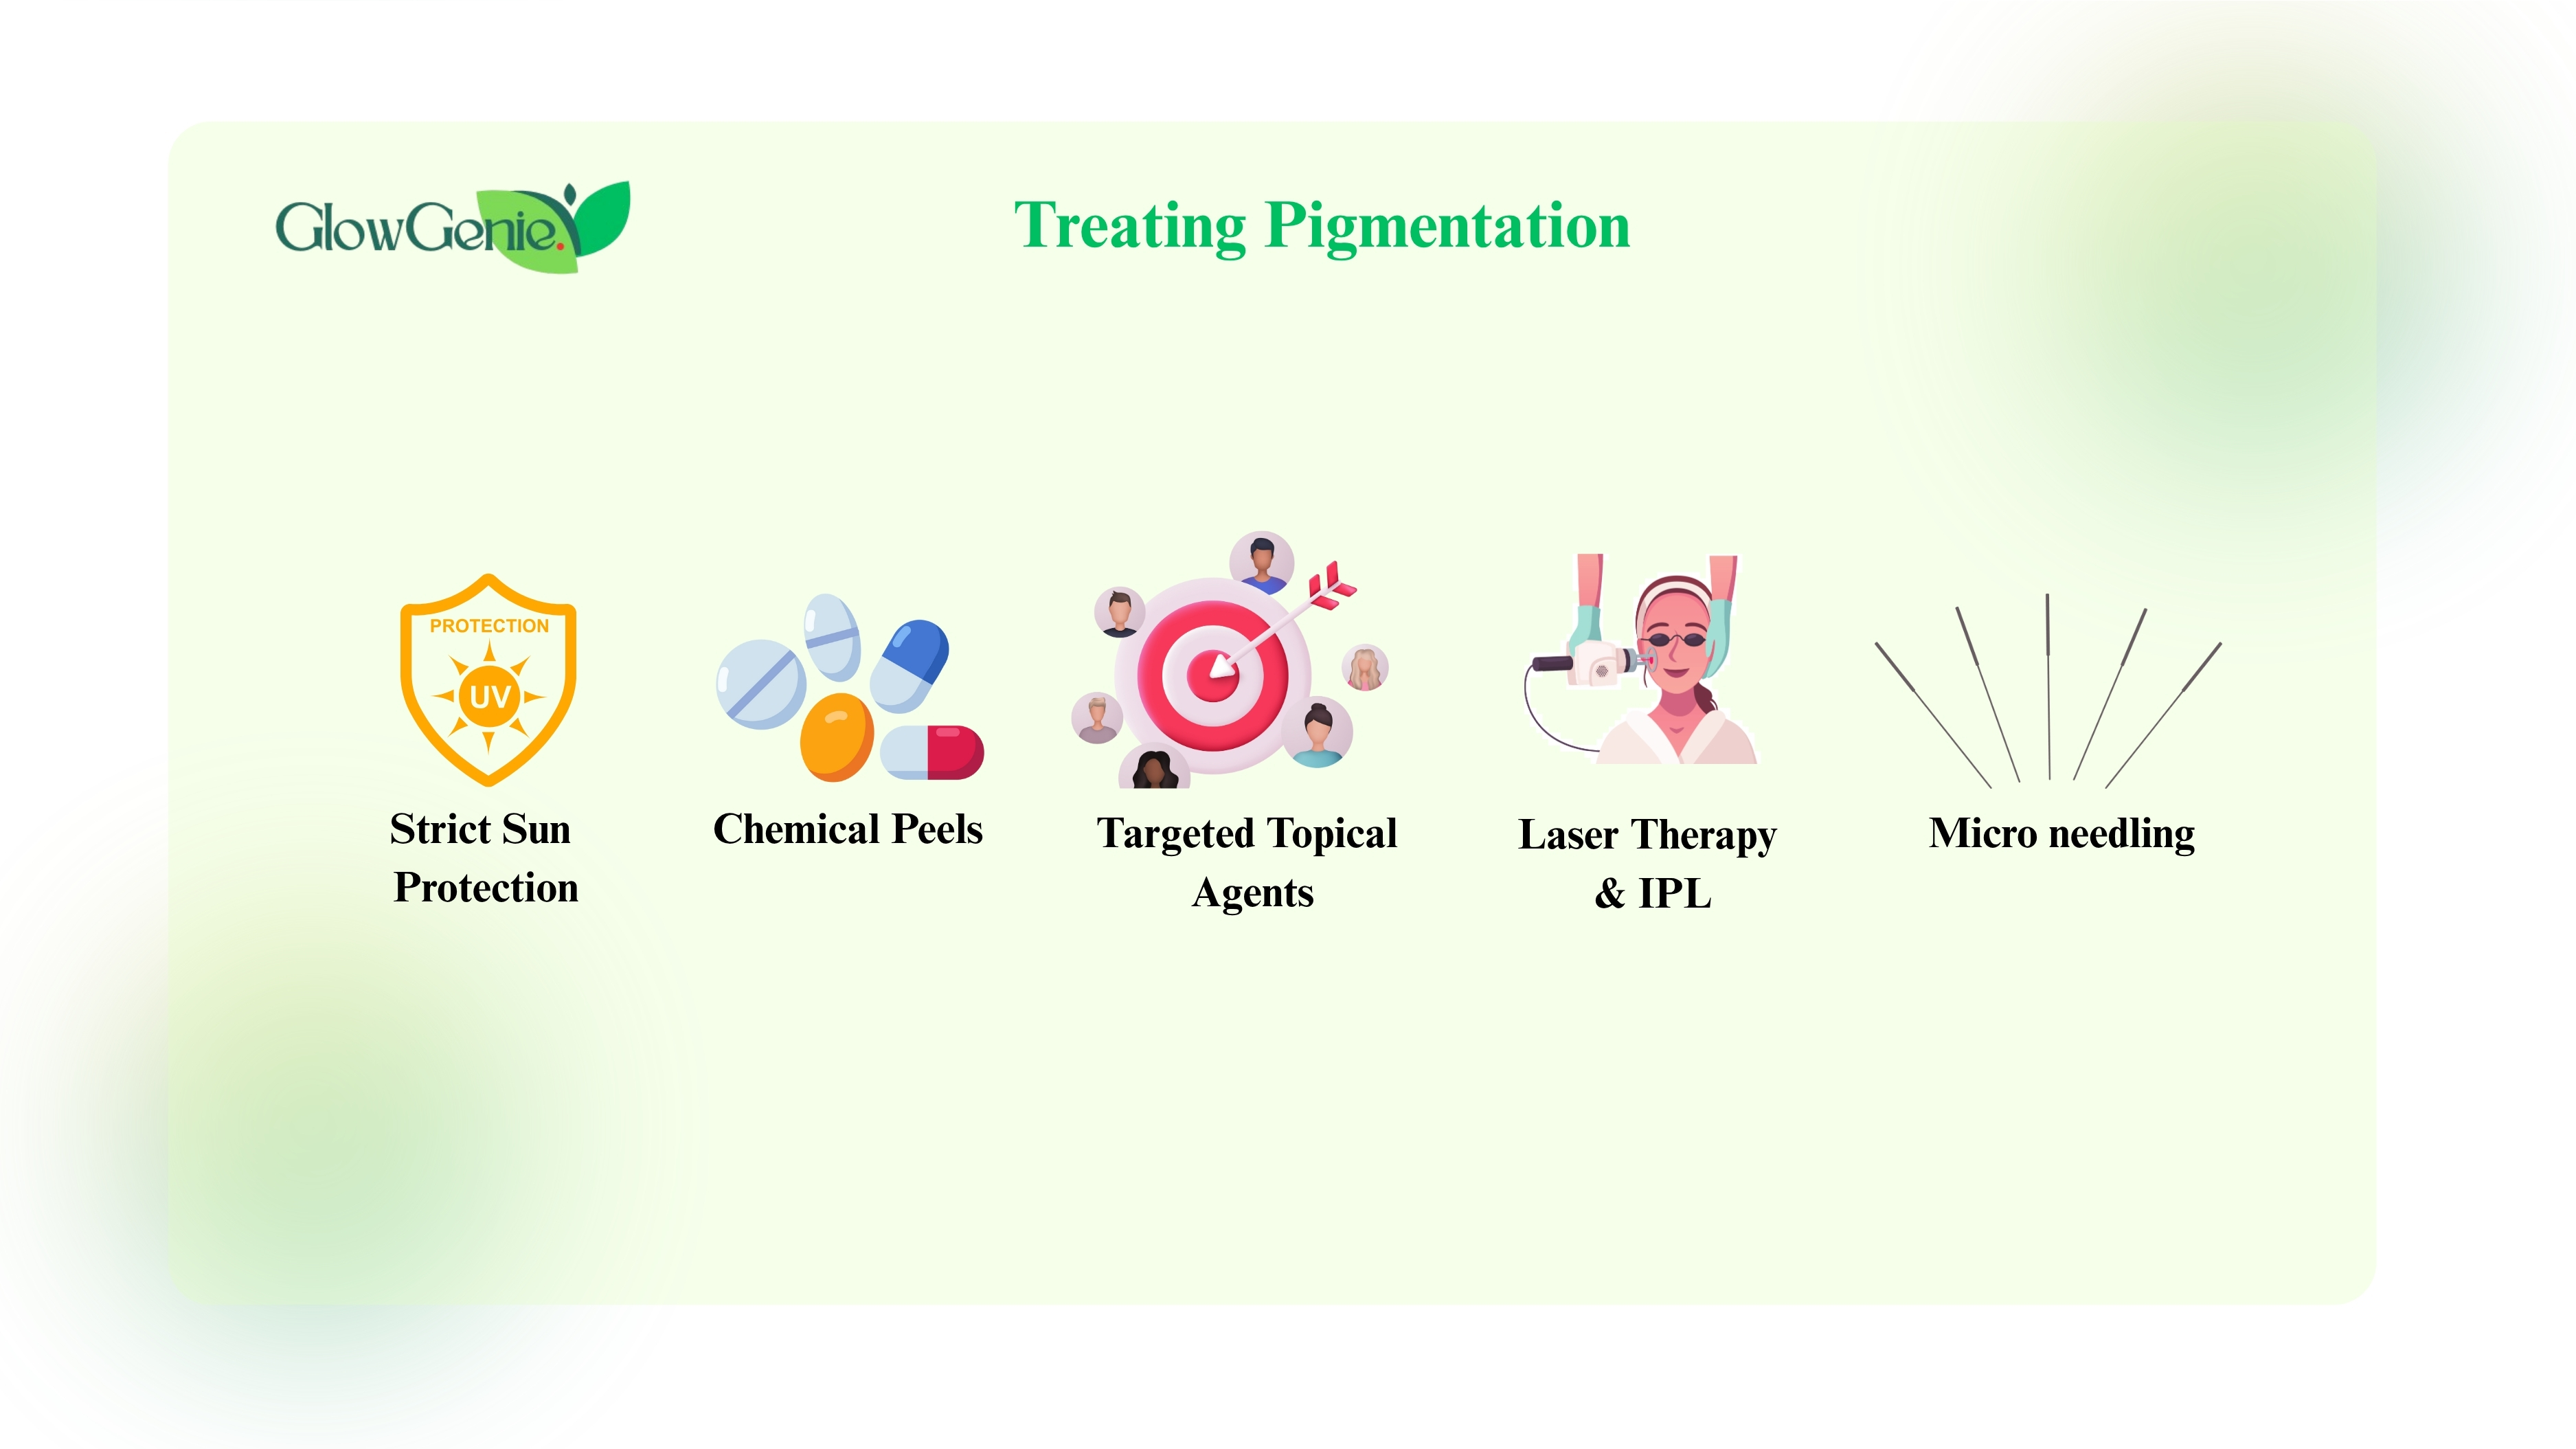 GlowGenie.
Treating Pigmentation
PROTECTION
UV
Strict Sun
Protection
Chemical Peels
Targeted Topical
Agents
Laser Therapy
& IPL
Micro needling